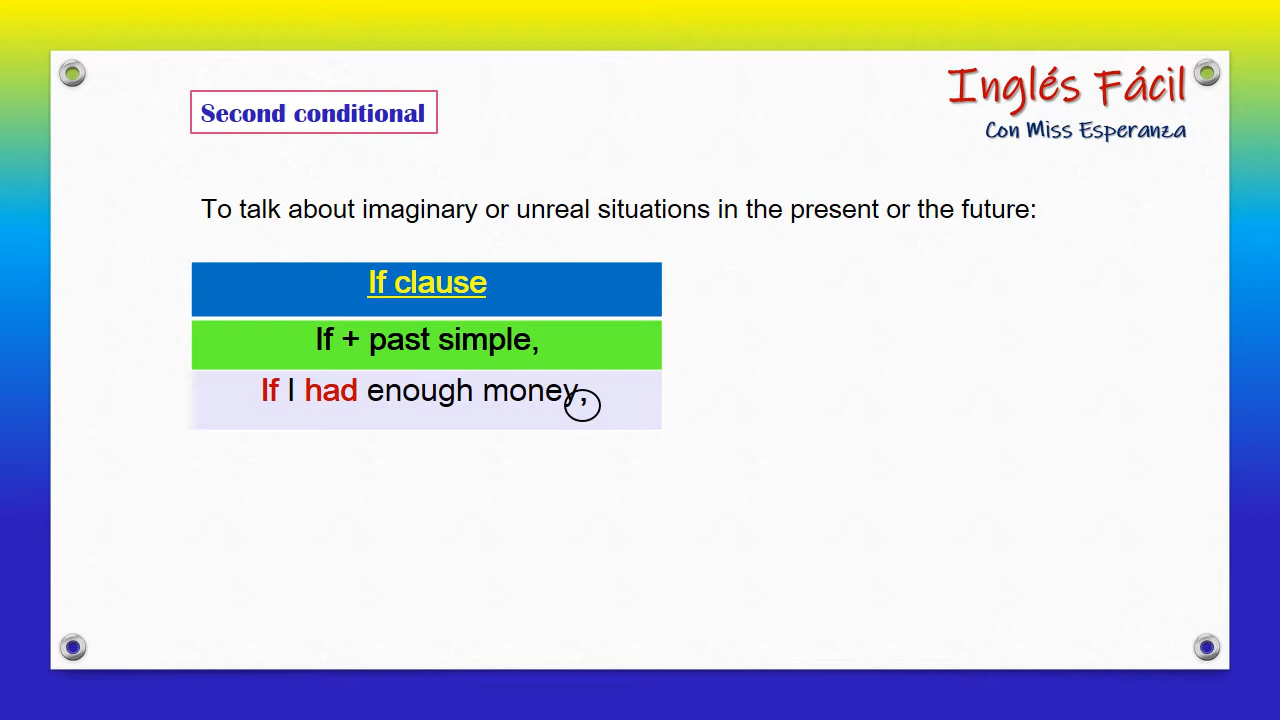 Inglés Fácil
Con Miss Esperanza
Second conditional
To talk about imaginary or unreal situations in the present or the future:
If clause
If + past simple,
If I had enough money,